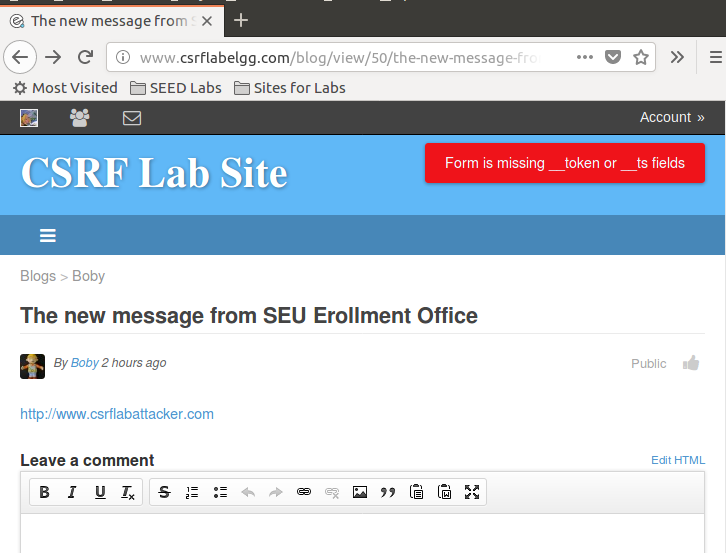 The new message from S
www.csrflabelgg.com/blog/view/50/the-new-message-fro
Most Visited SEED Labs Sites for Labs
Account »
CSRF Lab Site
Form is missing __token or __ts fields
Blogs > Boby
The new message from SEU Erollment Office
By Boby 2 hours ago Public
http://www.csrflabattacker.com
Leave a comment Edit HTML
B I U Tx S